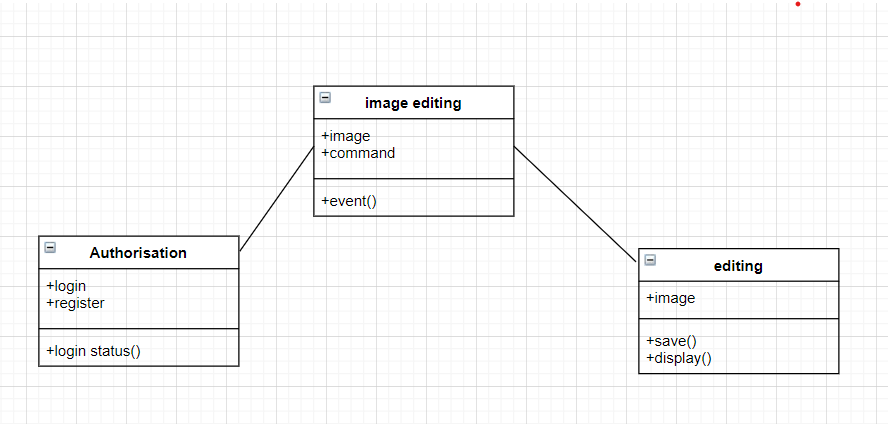 image editing
+image
+command
+event()
Authorisation
+login
+register
+login status()
editing
+image
+save()
+display()